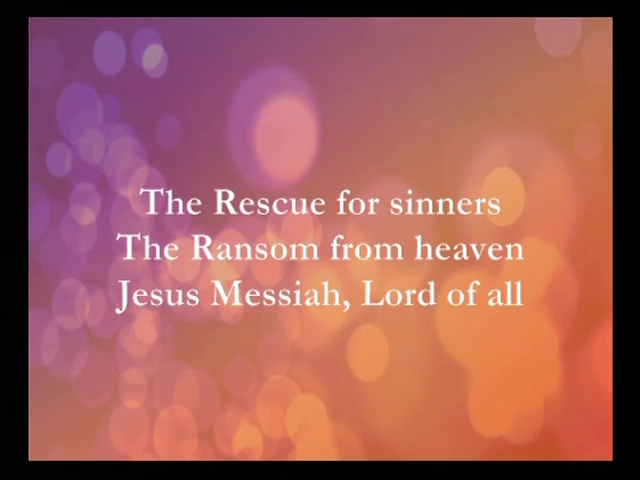 The Rescue for sinners
The Ransom from heaven
Jesus Messiah, Lord of all